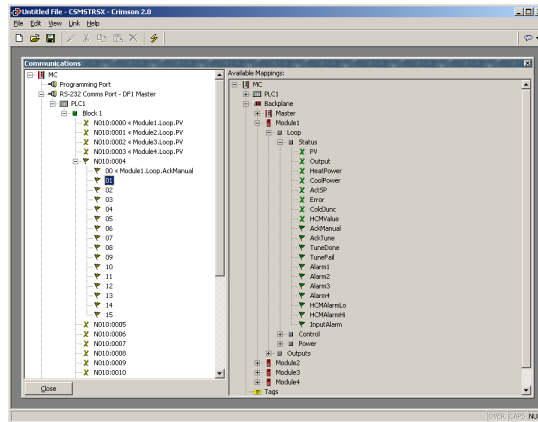 Untitled File - CSMSTRSX - Crimson 2.0
File Edit View Link Help
Communications
MC
Programming Port
RS-232 Comms Port - DF1 Master
PLC1
Block1
N010:0000 < Module1.Loop.PV
N010:0001 < Module2.Loop.PV
N010:0002 < Module3.Loop.PV
N010:0003 < Module4.Loop.PV
N010:0004
00 < Module1.Loop.AckManual
01
02
03
04
05
06
07
08
09
10
11
12
13
14
15
N010:0005
N010:0006
N010:0007
N010:0008
N010:0009
N010:0010
Close
Available Mappings:
MC
PLC1
Backplane
Master
Module1
Loop
Status
PV
Output
HeatPower
CoolPower
ActSP
Error
ColdJunc
HCMValue
AckManual
AckTune
TuneDone
TuneFail
Alarm1
Alarm2
Alarm3
Alarm4
HCMAlarmLo
HCMAlarmHi
InputAlarm
Control
Power
Outputs
Module2
Module3
Module4
Tags
OVER CAPS NU